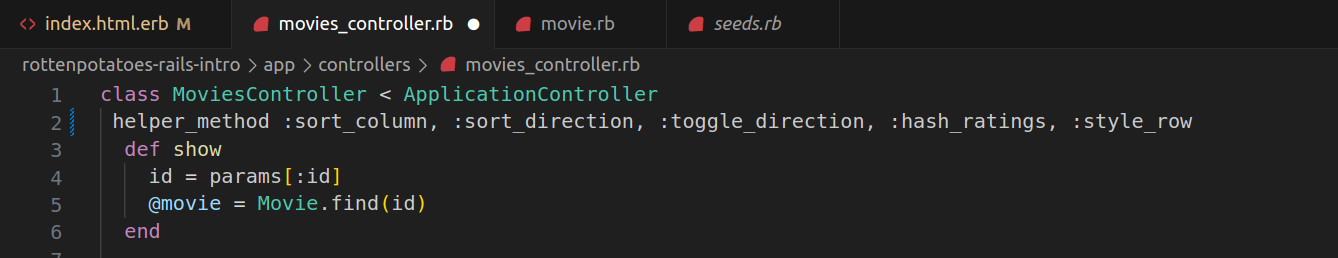 index.html.erb M movies_controller.rb movie.rb seeds.rb
rottenpotatoes-rails-intro > app > controllers > movies_controller.rb
1 class MoviesController < ApplicationController
2 helper_method :sort_column, :sort_direction, :toggle_direction, :hash_ratings, :style_row
3 def show
4 id = params[:id]
5 @movie = Movie.find(id)
6 end